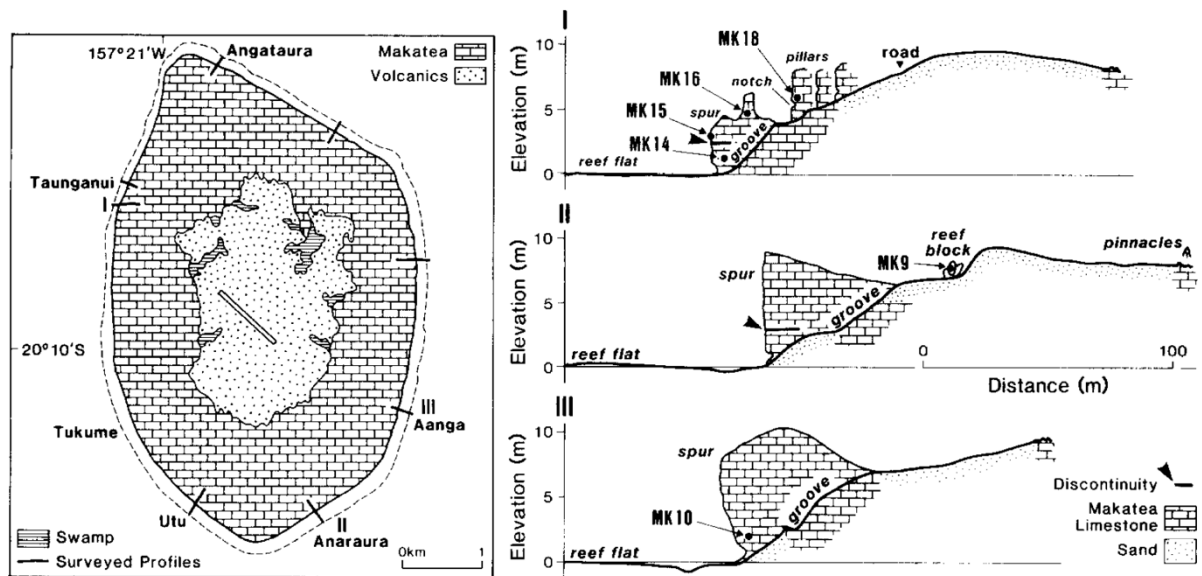 157°21'W
Angataura
Makatea
Volcanics
Taunganui
I
20°10'S
III
Aanga
Tukume
Utu
II
Anaraura
Swamp
Surveyed Profiles
0km 1
I
Elevation (m)
10
5
0
MK18
pillars
road
MK16
notch
MK15
spur
MK14
groove
reef flat
II
Elevation (m)
10
5
0
spur
MK9
reef
block
pinnacles
groove
reef flat
0
100
Distance (m)
III
Elevation (m)
10
5
0
spur
groove
MK10
reef flat
Discontinuity
Makatea
Limestone
Sand